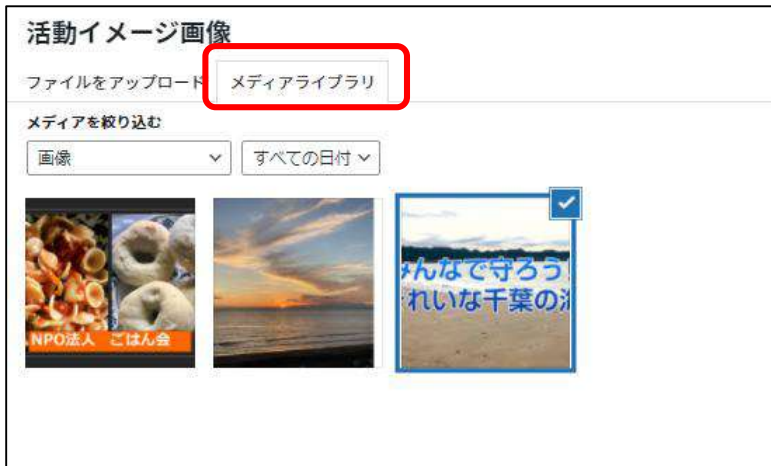 活動イメージ画像
ファイルをアップロード メディアライブラリ
メディアを絞り込む
画像 すべての日付
NPO法人 ごはん会
みんなで守ろう
れいな千葉の海